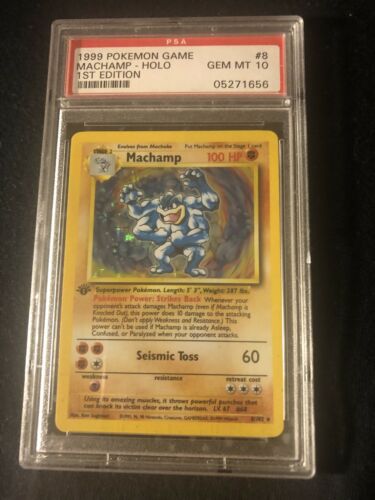 PSA
1999 POKEMON GAME #8
MACHAMP - HOLO GEM MT 10
1ST EDITION 05271656
Evolves from Machoke Put Machamp on the Stage 1 card
STAGE 2
Machamp 100 HP
Superpower Pokémon. Length: 5' 3", Weight: 287 lbs.
Pokémon Power: Strikes Back Whenever your
opponent's attack damages Machamp (even if Machamp is
Knocked Out), this power does 10 damage to the attacking
Pokémon. (Don't apply Weakness and Resistance.) This
power can't be used if Machamp is already Asleep,
Confused, or Paralyzed when your opponent attacks.
Seismic Toss 60
weakness resistance retreat cost
Using its amazing muscles, it throws powerful punches that
can knock its victim clear over the horizon. LV. 67 #68
Illus. Ken Sugimori 8/102